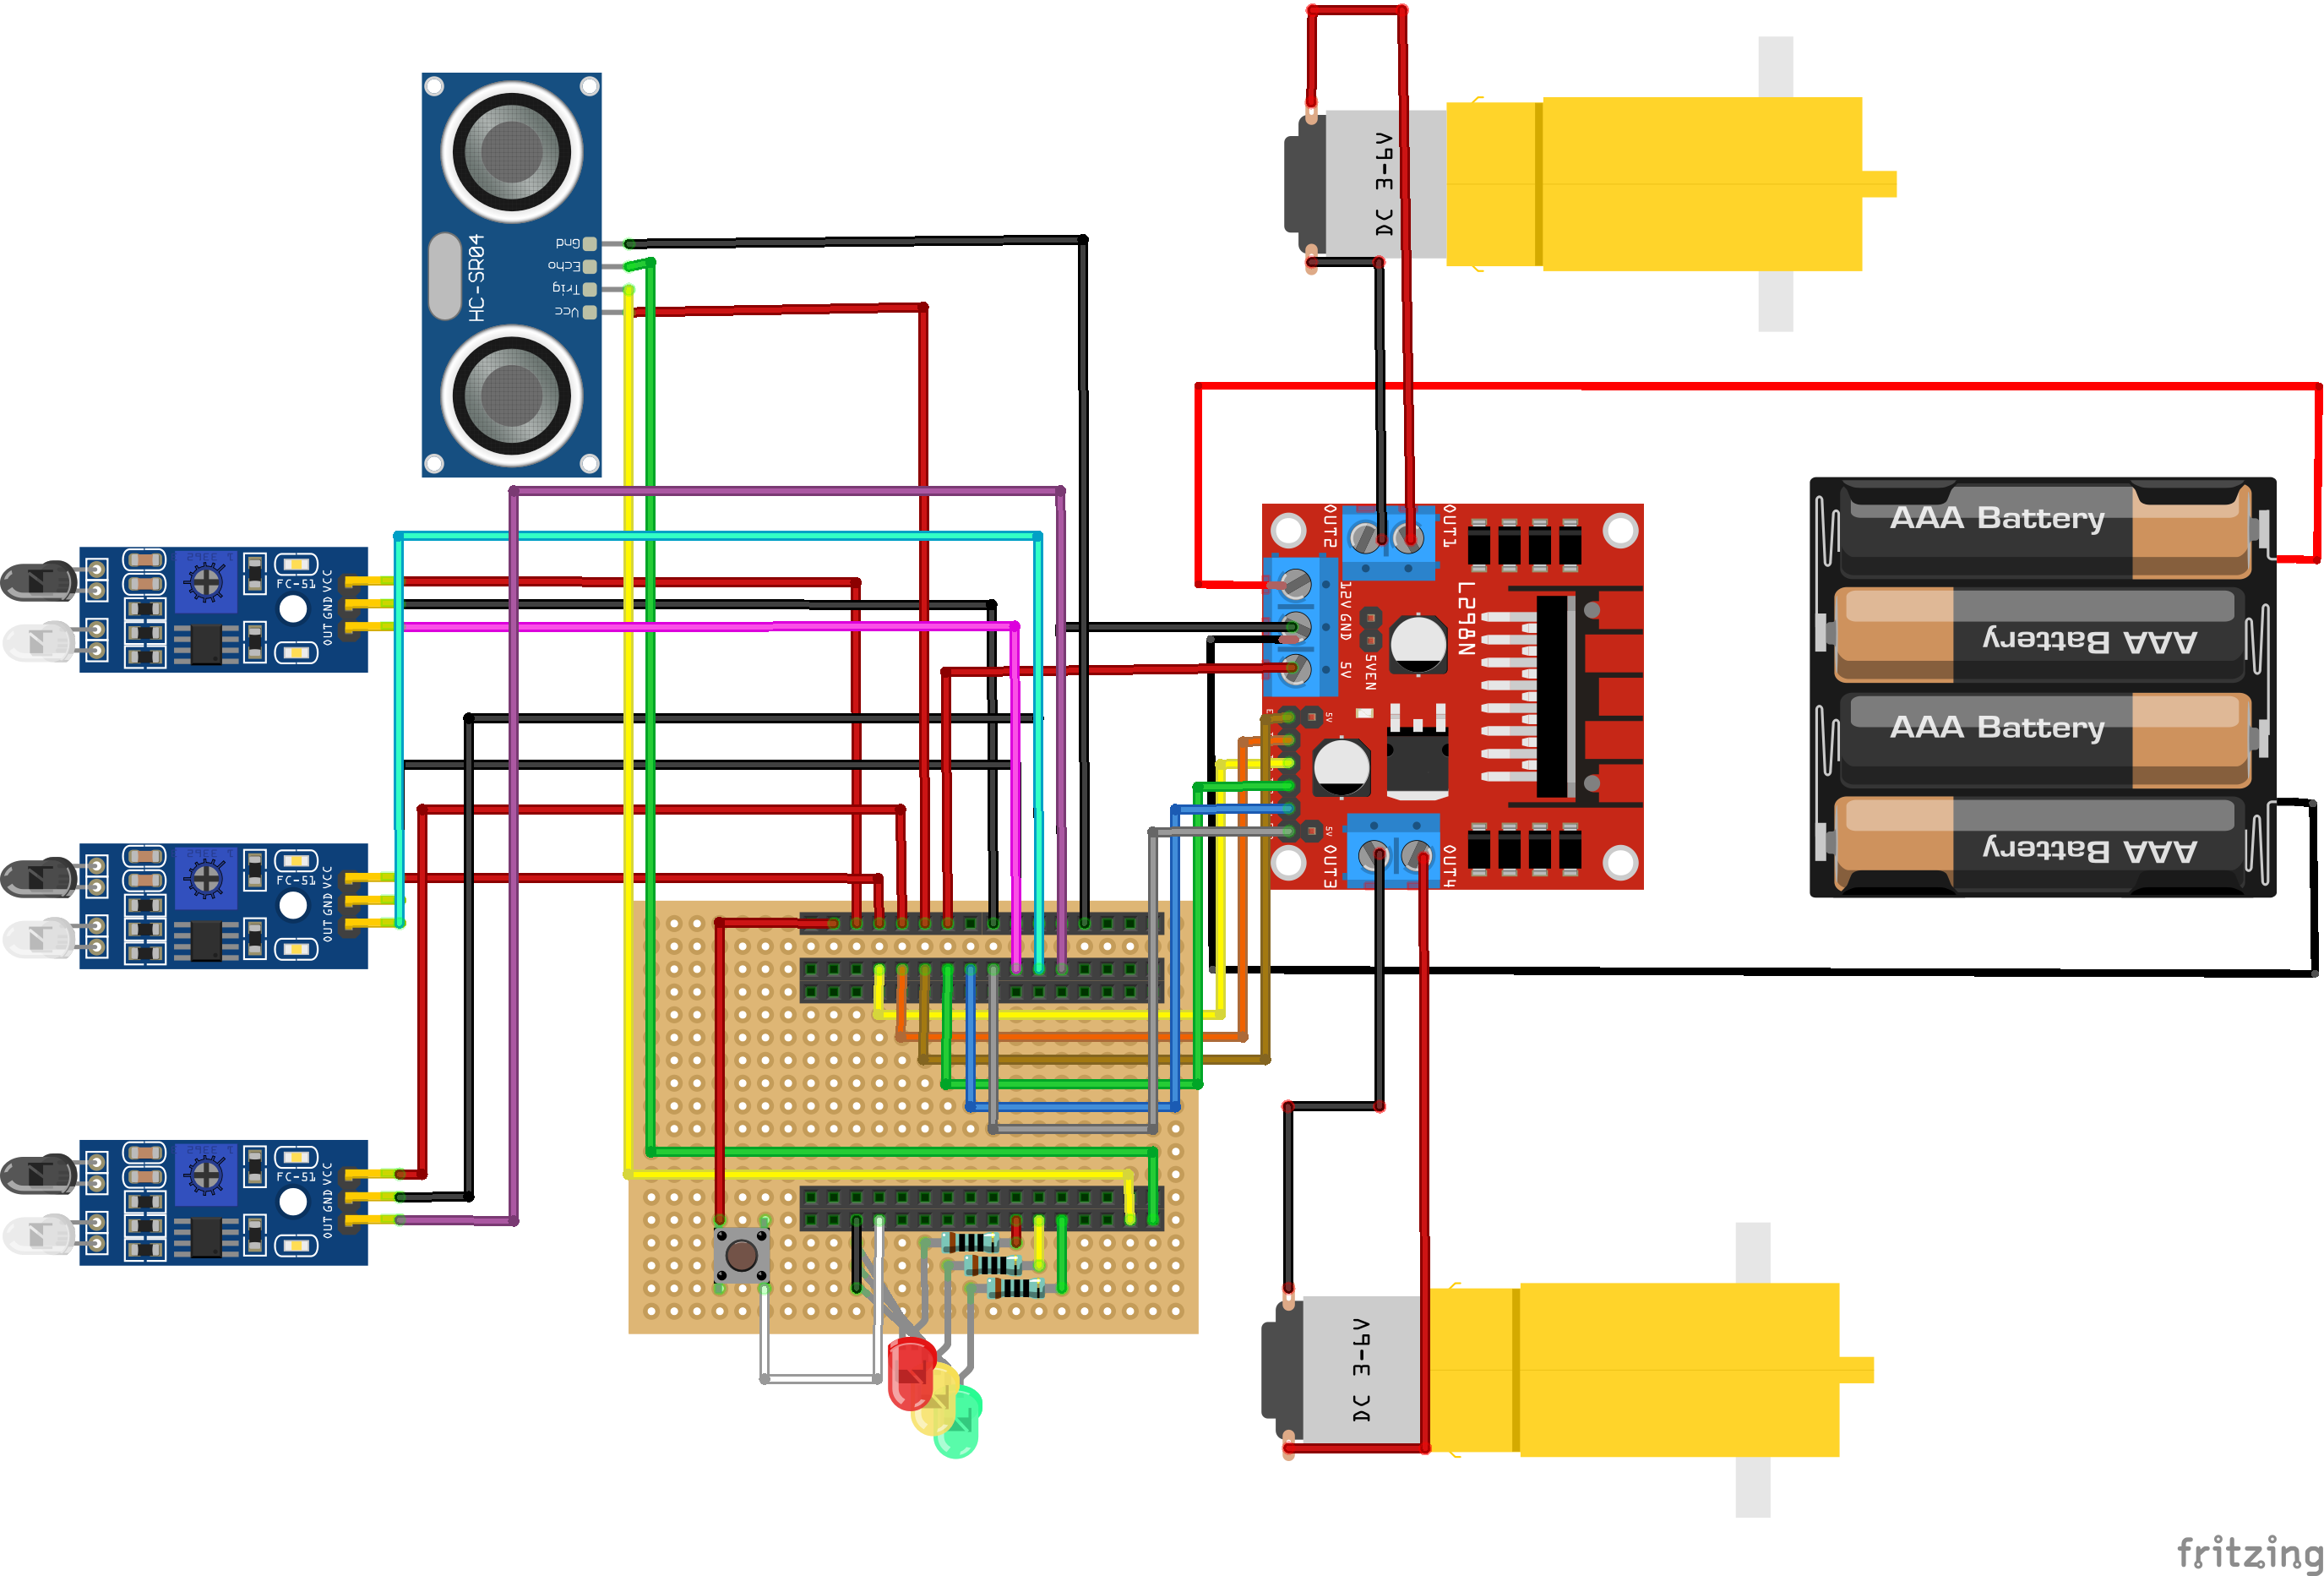 HC-SR04
Gnd
Echo
Trig
Vcc
DC 3-6V
FC-51
VCC
GND
OUT
OUT2
OUT1
12V
GND
5V
5VEN
L298N
5V
5V
OUT3
OUT4
AAA Battery
AAA Battery
AAA Battery
AAA Battery
FC-51
VCC
GND
OUT
FC-51
VCC
GND
OUT
DC 3-6V
fritzing